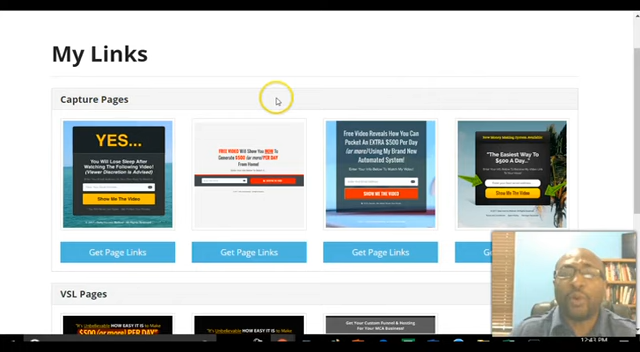 My Links
Capture Pages
YES...
You Will Lose Sleep After
Watching The Following Video!
(Viewer Discretion is Advised)
Show Me The Video
FREE VIDEO Will Show You HOW To
Generate $500 (or more) PER DAY
From Home!
Free Video Reveals How You Can
Pocket An EXTRA $500 Per Day
(or more)Using My Brand New
Automated System!
SHOW ME THE VIDEO
"The Easiest Way To
$500 A Day..."
Show Me The Video
Get Page Links
Get Page Links
Get Page Links
Ge
VSL Pages
It's Unbelievable HOW EASY IT Is to Make
$500 (or more) PER DAY
It's Unbelievable HOW EASY IT Is to Make
Get Your Custom Funnel & Hosting
For Your MCA Business!
12:43 PM